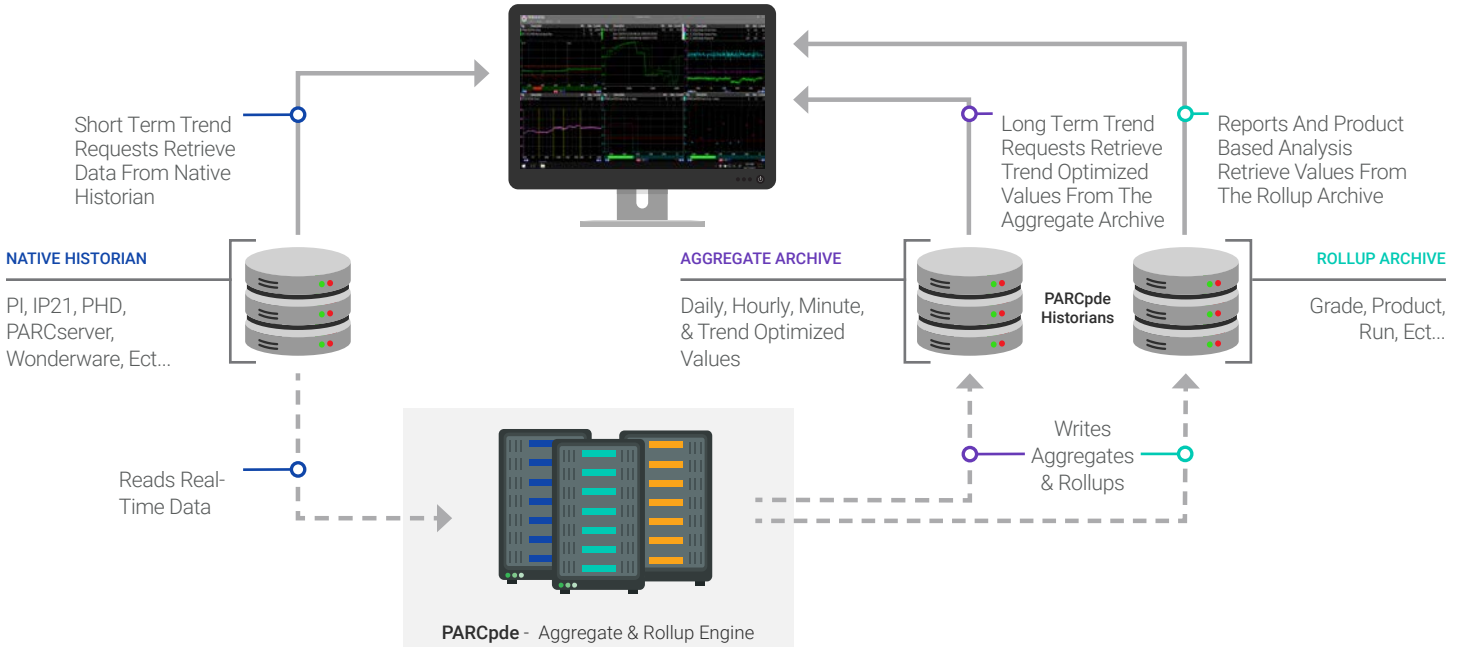 Short Term Trend
Requests Retrieve
Data From Native
Historian
Long Term Trend
Requests Retrieve
Trend Optimized
Values From The
Aggregate Archive
Reports And Product
Based Analysis
Retrieve Values From
The Rollup Archive
NATIVE HISTORIAN
PI, IP21, PHD,
PARCserver,
Wonderware, Ect...
AGGREGATE ARCHIVE
Daily, Hourly, Minute,
& Trend Optimized
Values
PARCpde
Historians
ROLLUP ARCHIVE
Grade, Product,
Run, Ect...
Reads Real-
Time Data
Writes
Aggregates
& Rollups
PARCpde - Aggregate & Rollup Engine